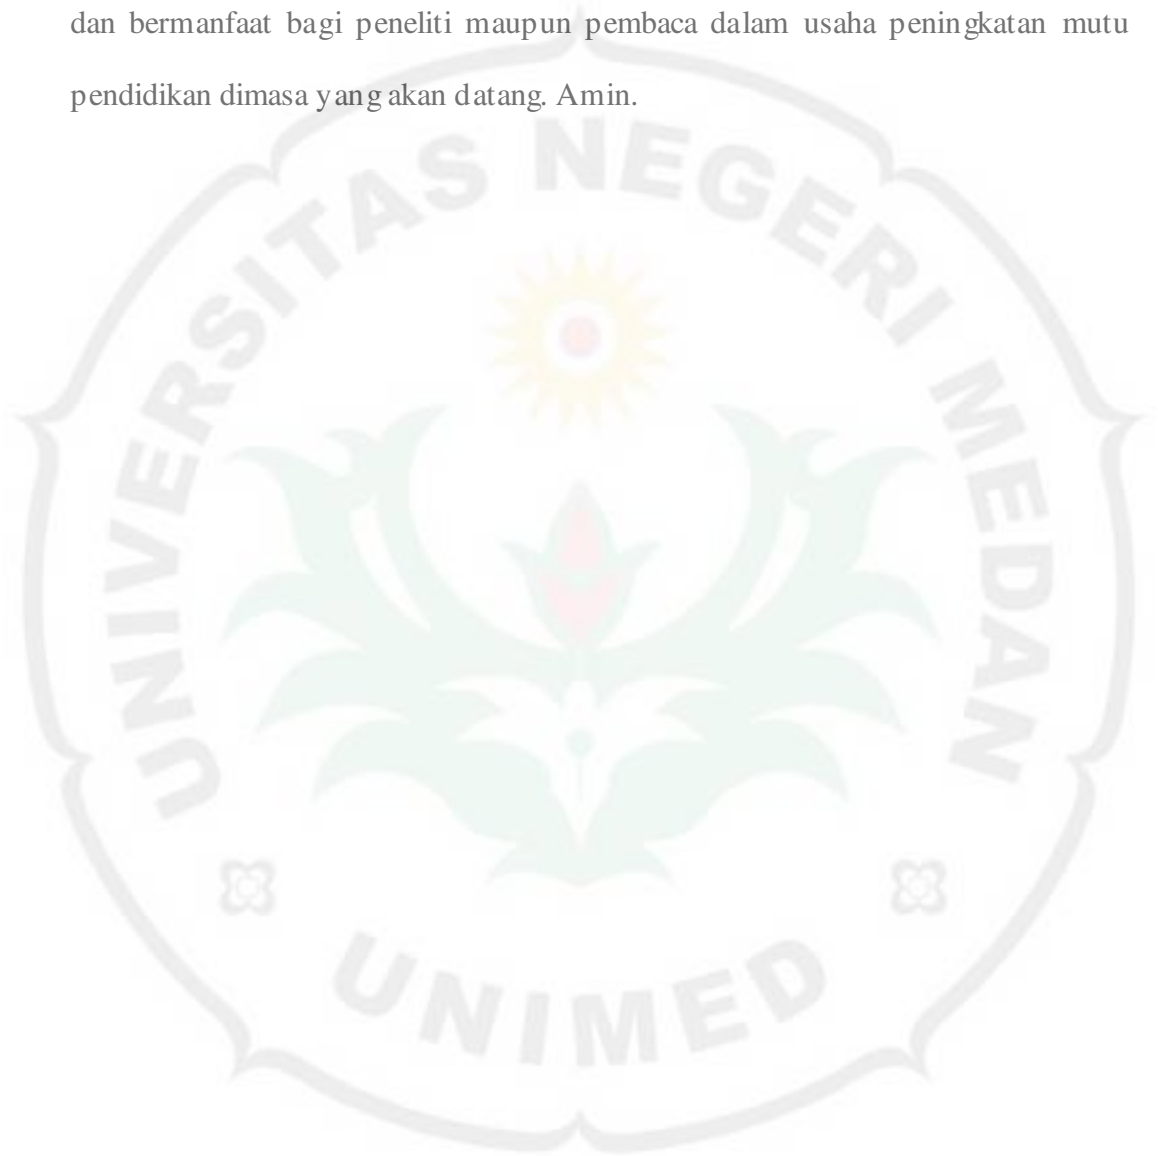 dan bermanfaat bagi peneliti maupun pembaca dalam usaha peningkatan mutu
pendidikan dimasa yang akan datang. Amin.
UNIVERSITAS NEGERI MEDAN
UNIMED